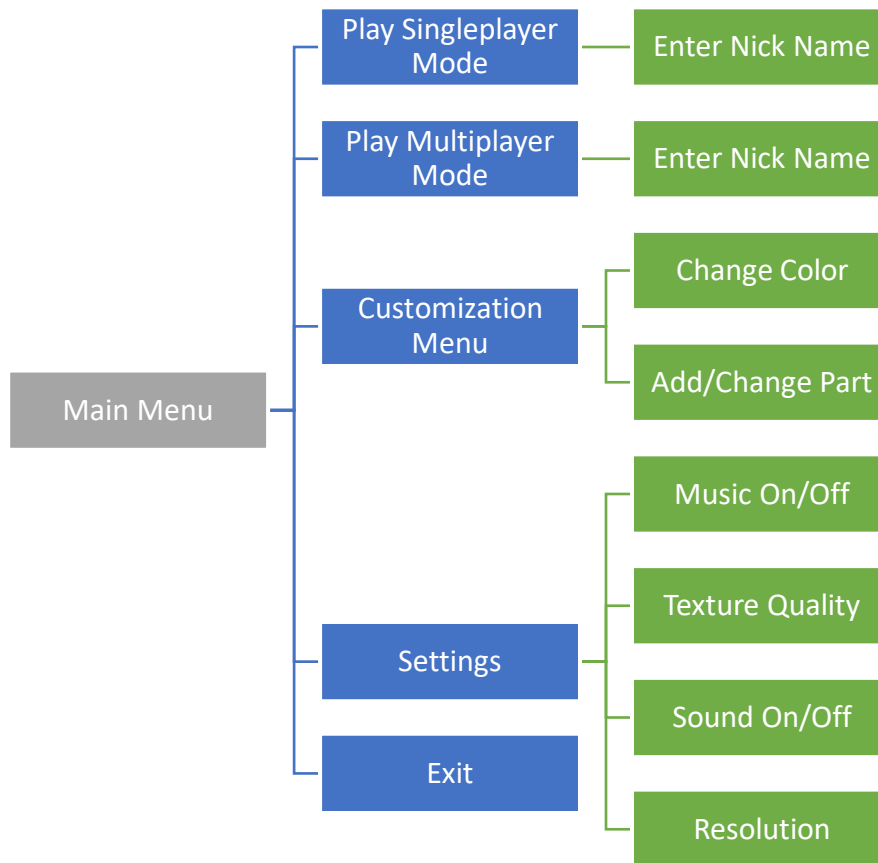 Play Singleplayer
Mode
Enter Nick Name
Play Multiplayer
Mode
Enter Nick Name
Change Color
Customization
Menu
Add/Change Part
Main Menu
Music On/Off
Texture Quality
Settings
Sound On/Off
Exit
Resolution